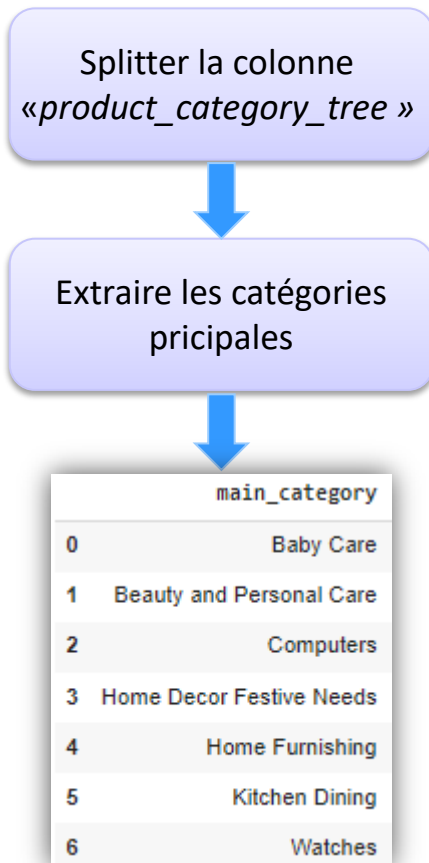 Splitter la colonne
«product_category_tree »
Extraire les catégories
pricipales
main_category
0 Baby Care
1 Beauty and Personal Care
2 Computers
3 Home Decor Festive Needs
4 Home Furnishing
5 Kitchen Dining
6 Watches